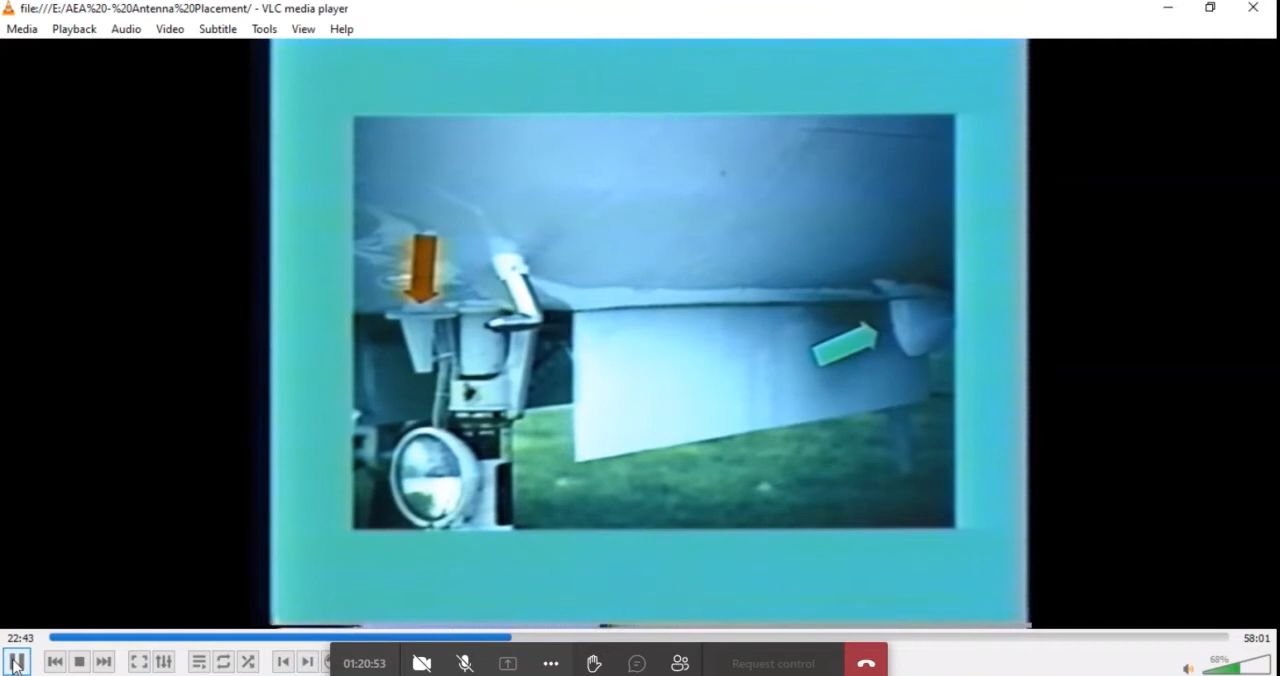 file:///E:/AEA%20-%20Antenna%20Placement/ - VLC media player
Media Playback Audio Video Subtitle Tools View Help
22:43
58:01
01:20:53
Request control
68%